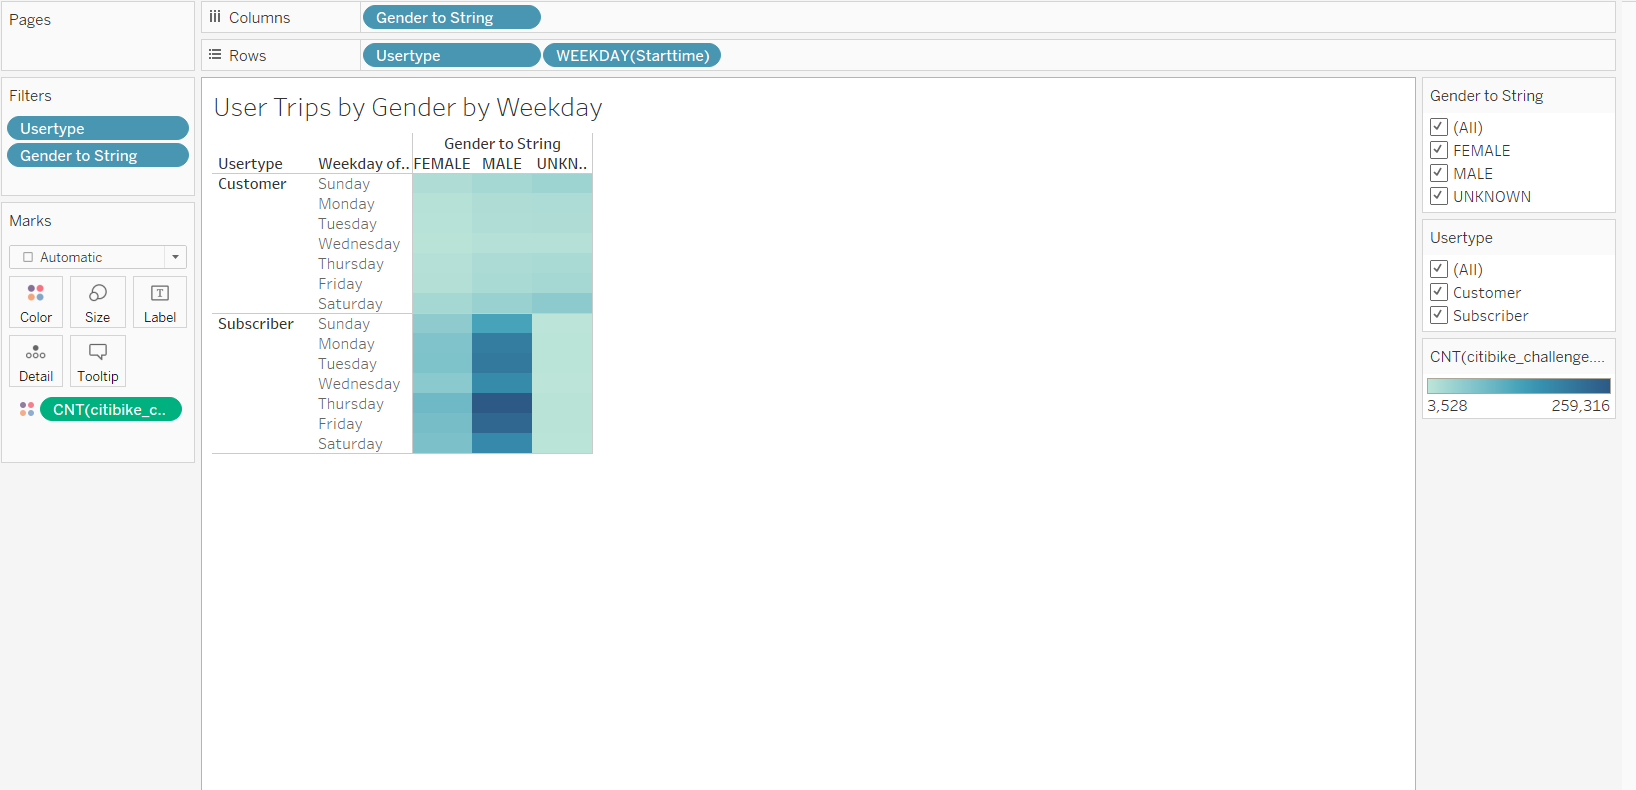 Pages
Columns
Gender to String
Rows
Usertype
WEEKDAY(Starttime)
Filters
Usertype
Gender to String
Marks
Automatic
Color
Size
Label
Detail
Tooltip
CNT(citibike_c..
User Trips by Gender by Weekday
Gender to String
Usertype Weekday of.. FEMALE MALE UNKN..
Customer Sunday
Monday
Tuesday
Wednesday
Thursday
Friday
Saturday
Subscriber Sunday
Monday
Tuesday
Wednesday
Thursday
Friday
Saturday
Gender to String
(All)
FEMALE
MALE
UNKNOWN
Usertype
(All)
Customer
Subscriber
CNT(citibike_challenge....
3,528 259,316